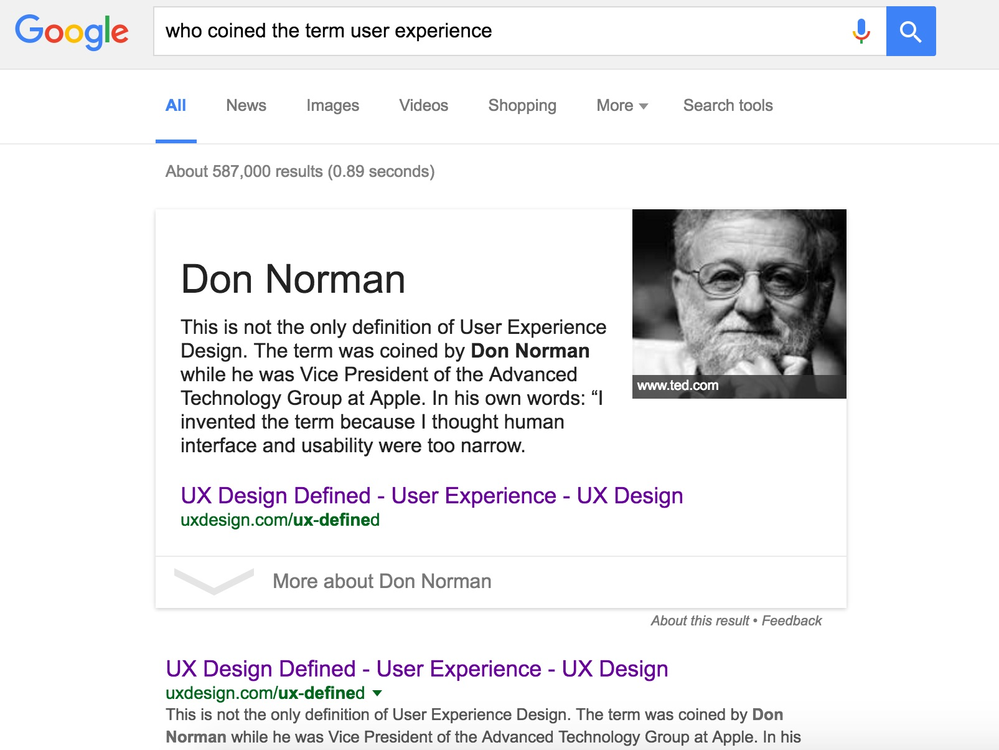 Google
who coined the term user experience
All News Images Videos Shopping More Search tools
About 587,000 results (0.89 seconds)
Don Norman
This is not the only definition of User Experience
Design. The term was coined by Don Norman
while he was Vice President of the Advanced
Technology Group at Apple. In his own words: “I
invented the term because I thought human
interface and usability were too narrow.
www.ted.com
UX Design Defined - User Experience - UX Design
uxdesign.com/ux-defined
More about Don Norman
About this result • Feedback
UX Design Defined - User Experience - UX Design
uxdesign.com/ux-defined
This is not the only definition of User Experience Design. The term was coined by Don
Norman while he was Vice President of the Advanced Technology Group at Apple. In his